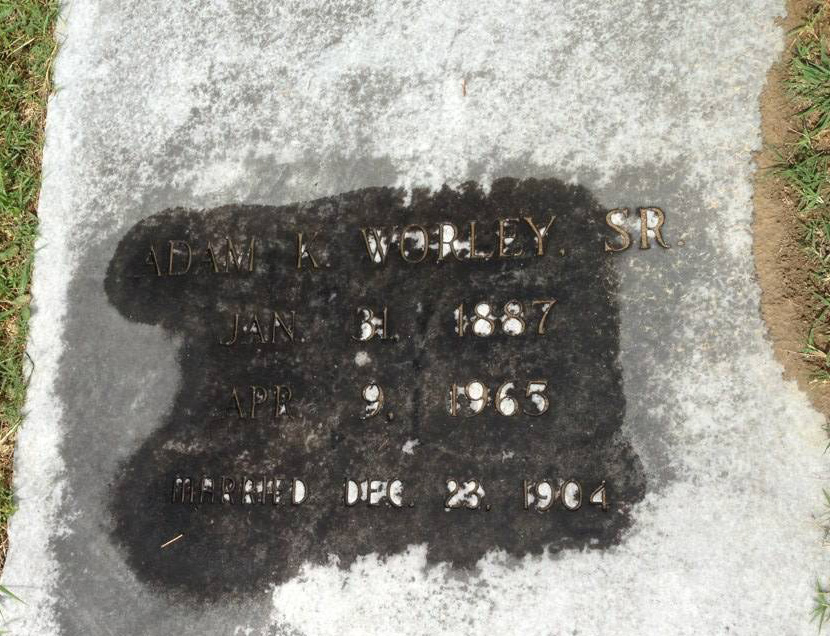 ADAM K. WORLEY, SR.
JAN. 31, 1887
APR. 9, 1965
MARRIED DEC. 23, 1904